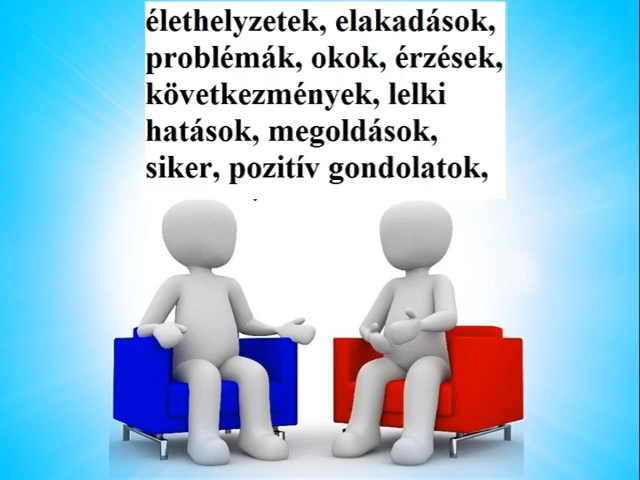 élethelyzetek, elakadások,
problémák, okok, érzések,
következmények, lelki
hatások, megoldások,
siker, pozitív gondolatok,